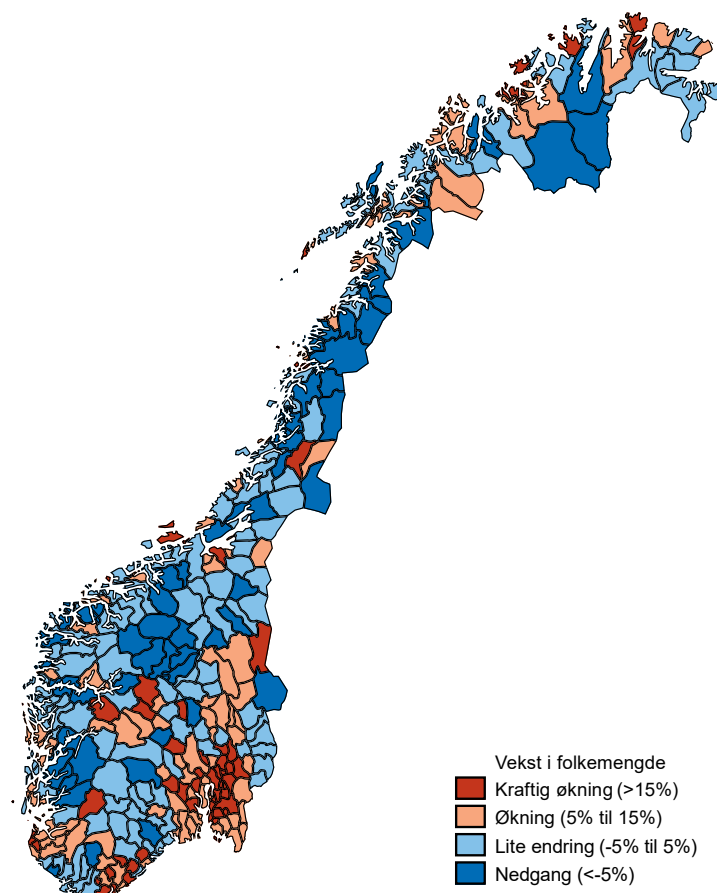 Vekst i folkemengde
Kraftig økning (>15%)
Økning (5% til 15%)
Lite endring (-5% til 5%)
Nedgang (<-5%)